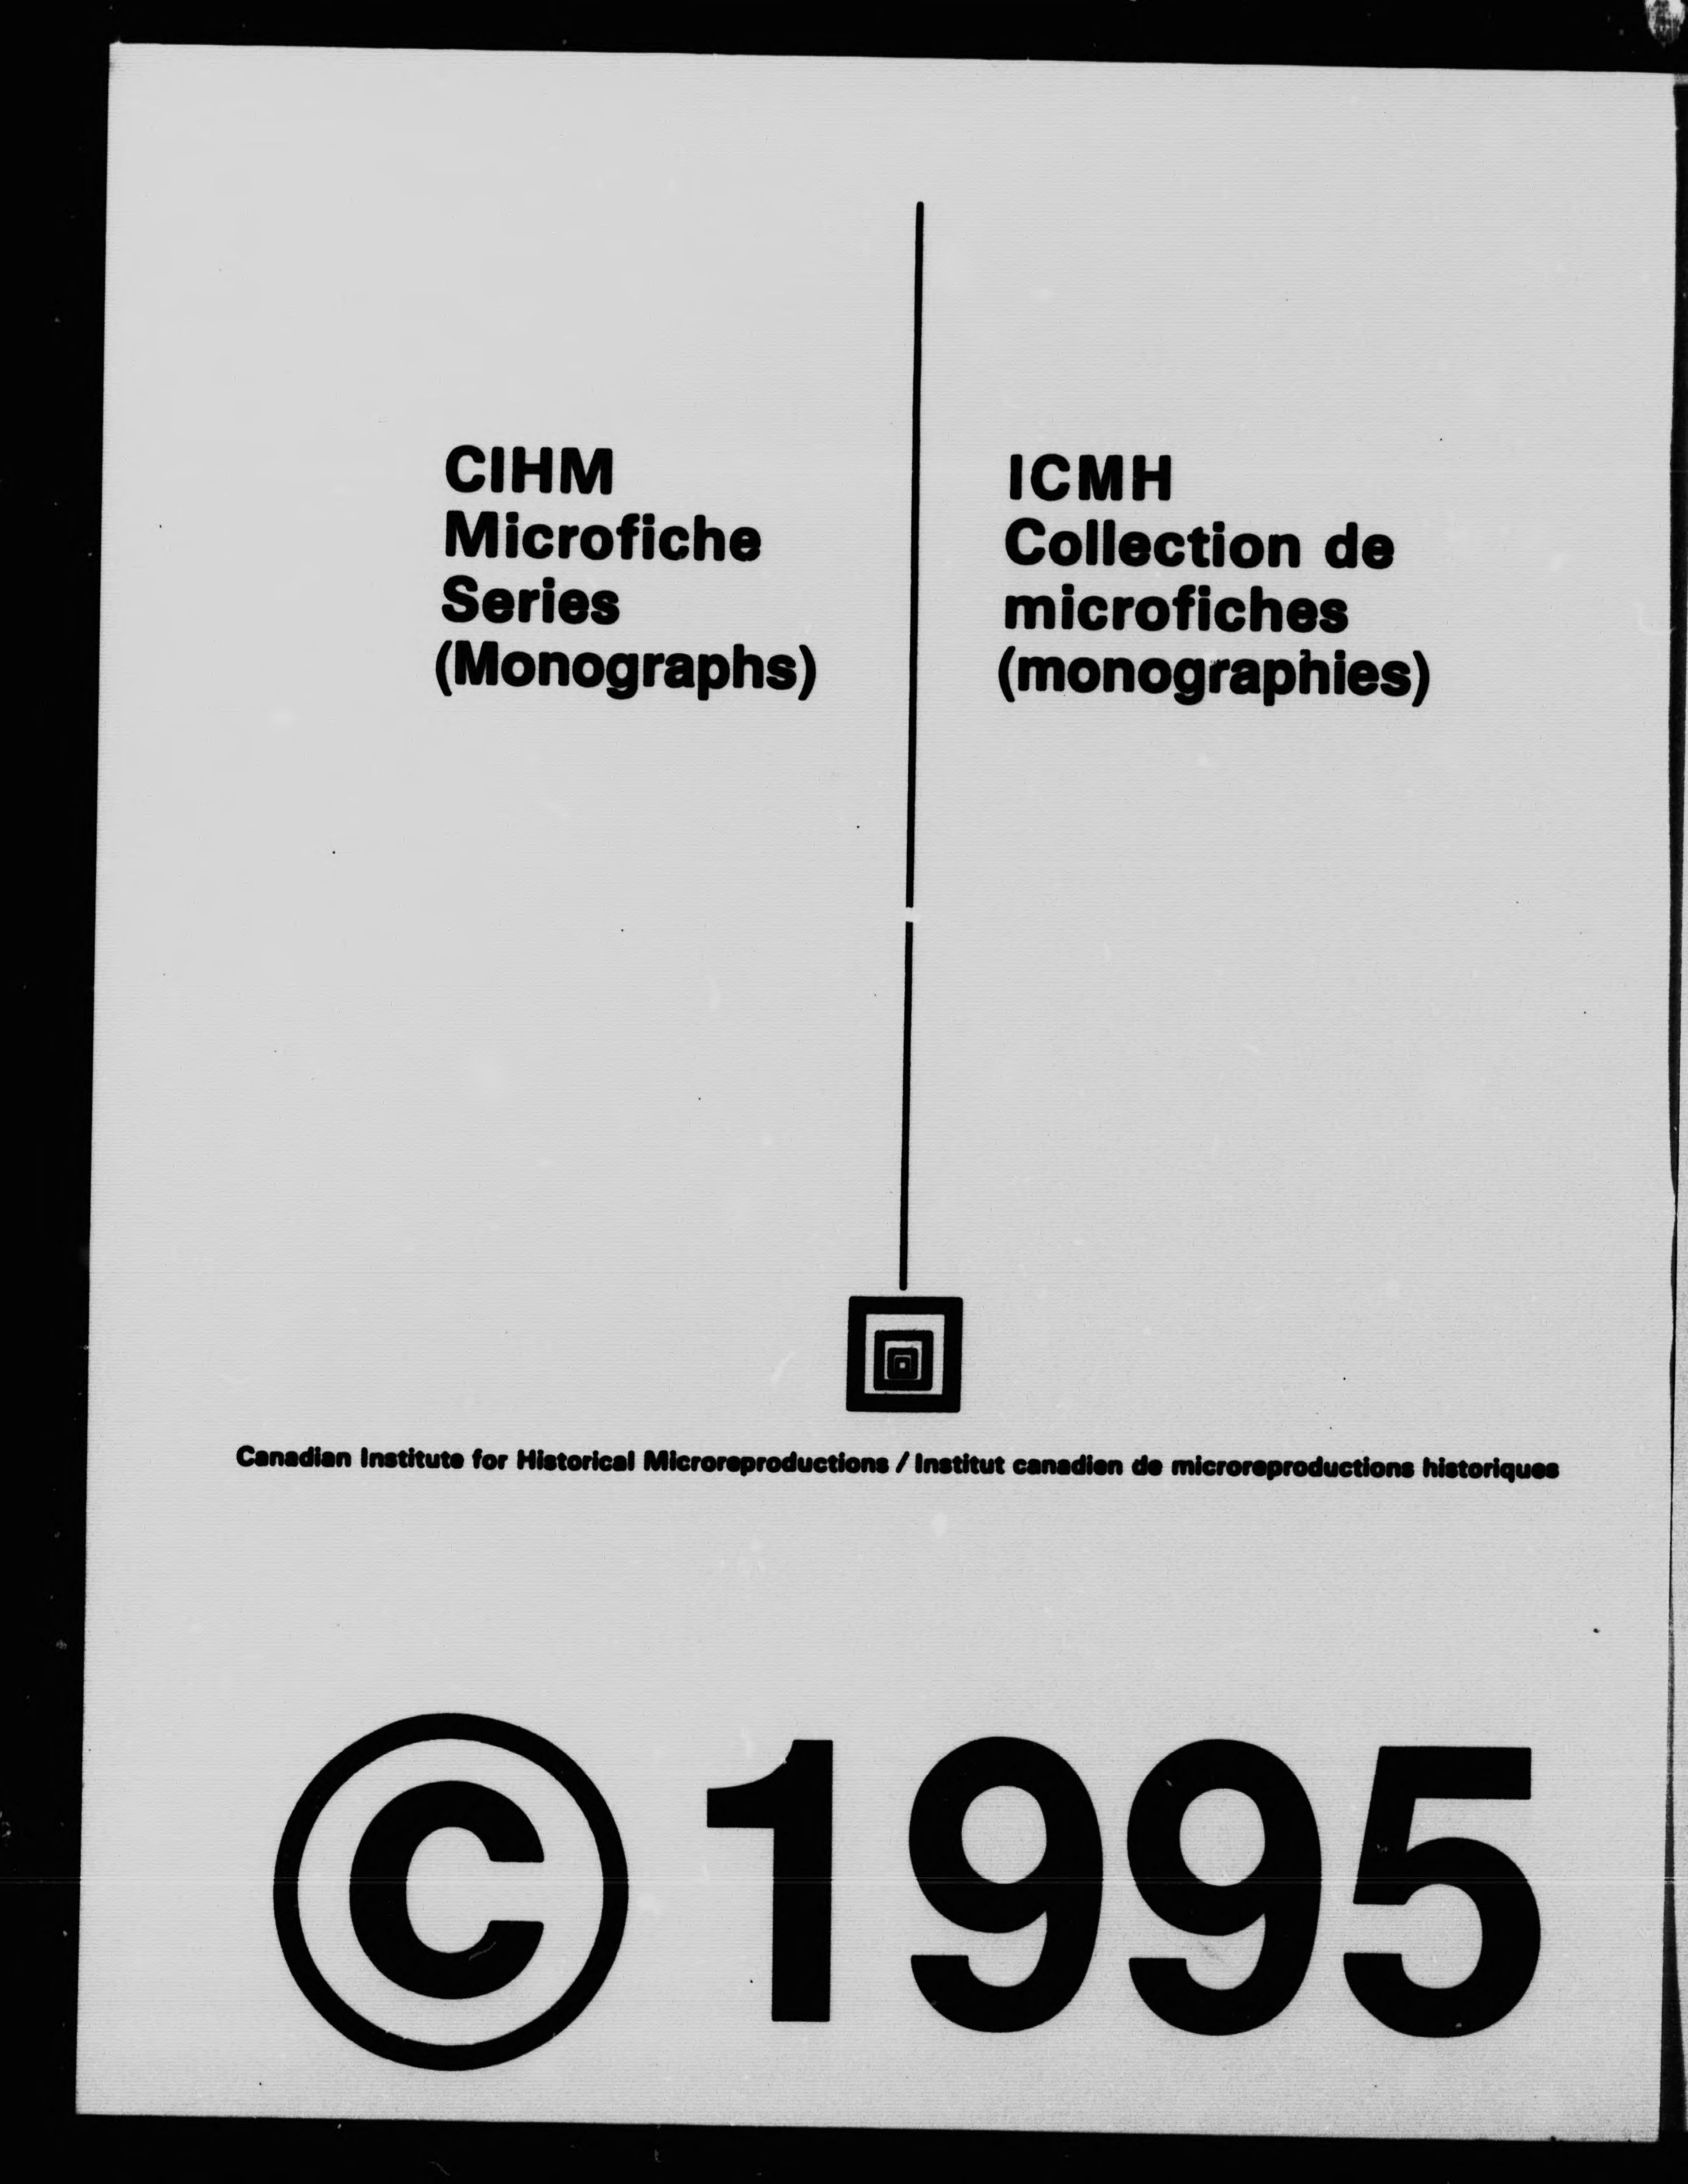 CIHM
Microfiche
Series
(Monographs)
ICMH
Collection de
microfiches
(monographies)
Canadian Institute for Historical Microreproductions / Institut canadien de microreproductions historiques
© 1995